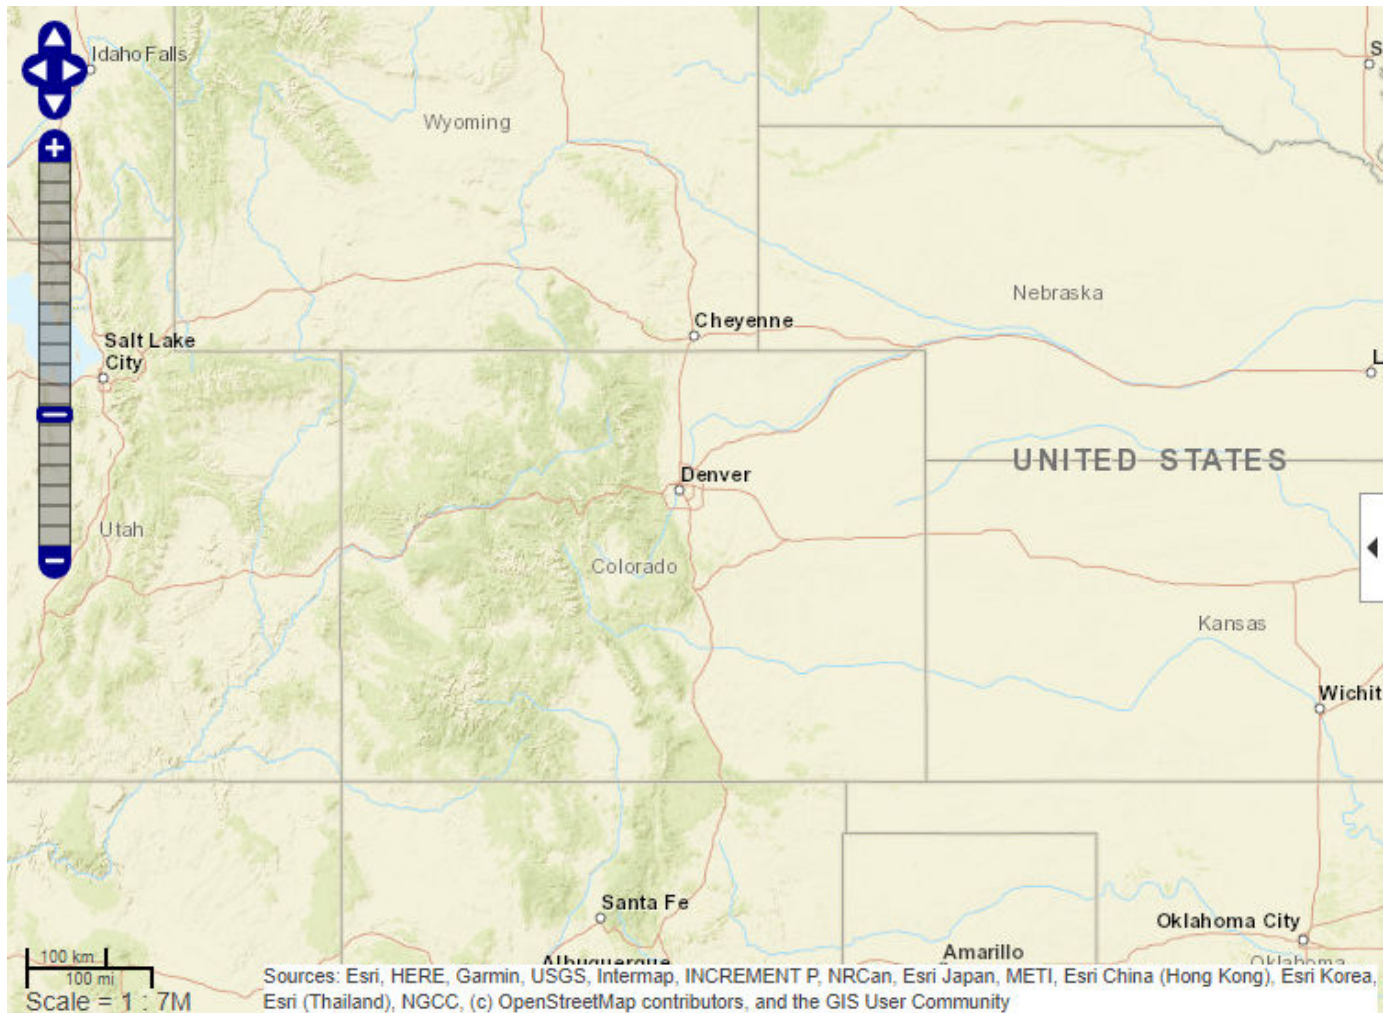 Idaho Falls
S
Wyoming
Nebraska
Cheyenne
Salt Lake
City
L
UNITED STATES
Denver
Utah
Colorado
Kansas
Wichit
Santa Fe
Oklahoma City
Albuquerque
Amarillo
Oklahoma
100 km
100 mi
Scale = 1 : 7M
Sources: Esri, HERE, Garmin, USGS, Intermap, INCREMENT P, NRCan, Esri Japan, METI, Esri China (Hong Kong), Esri Korea,
Esri (Thailand), NGCC, (c) OpenStreetMap contributors, and the GIS User Community